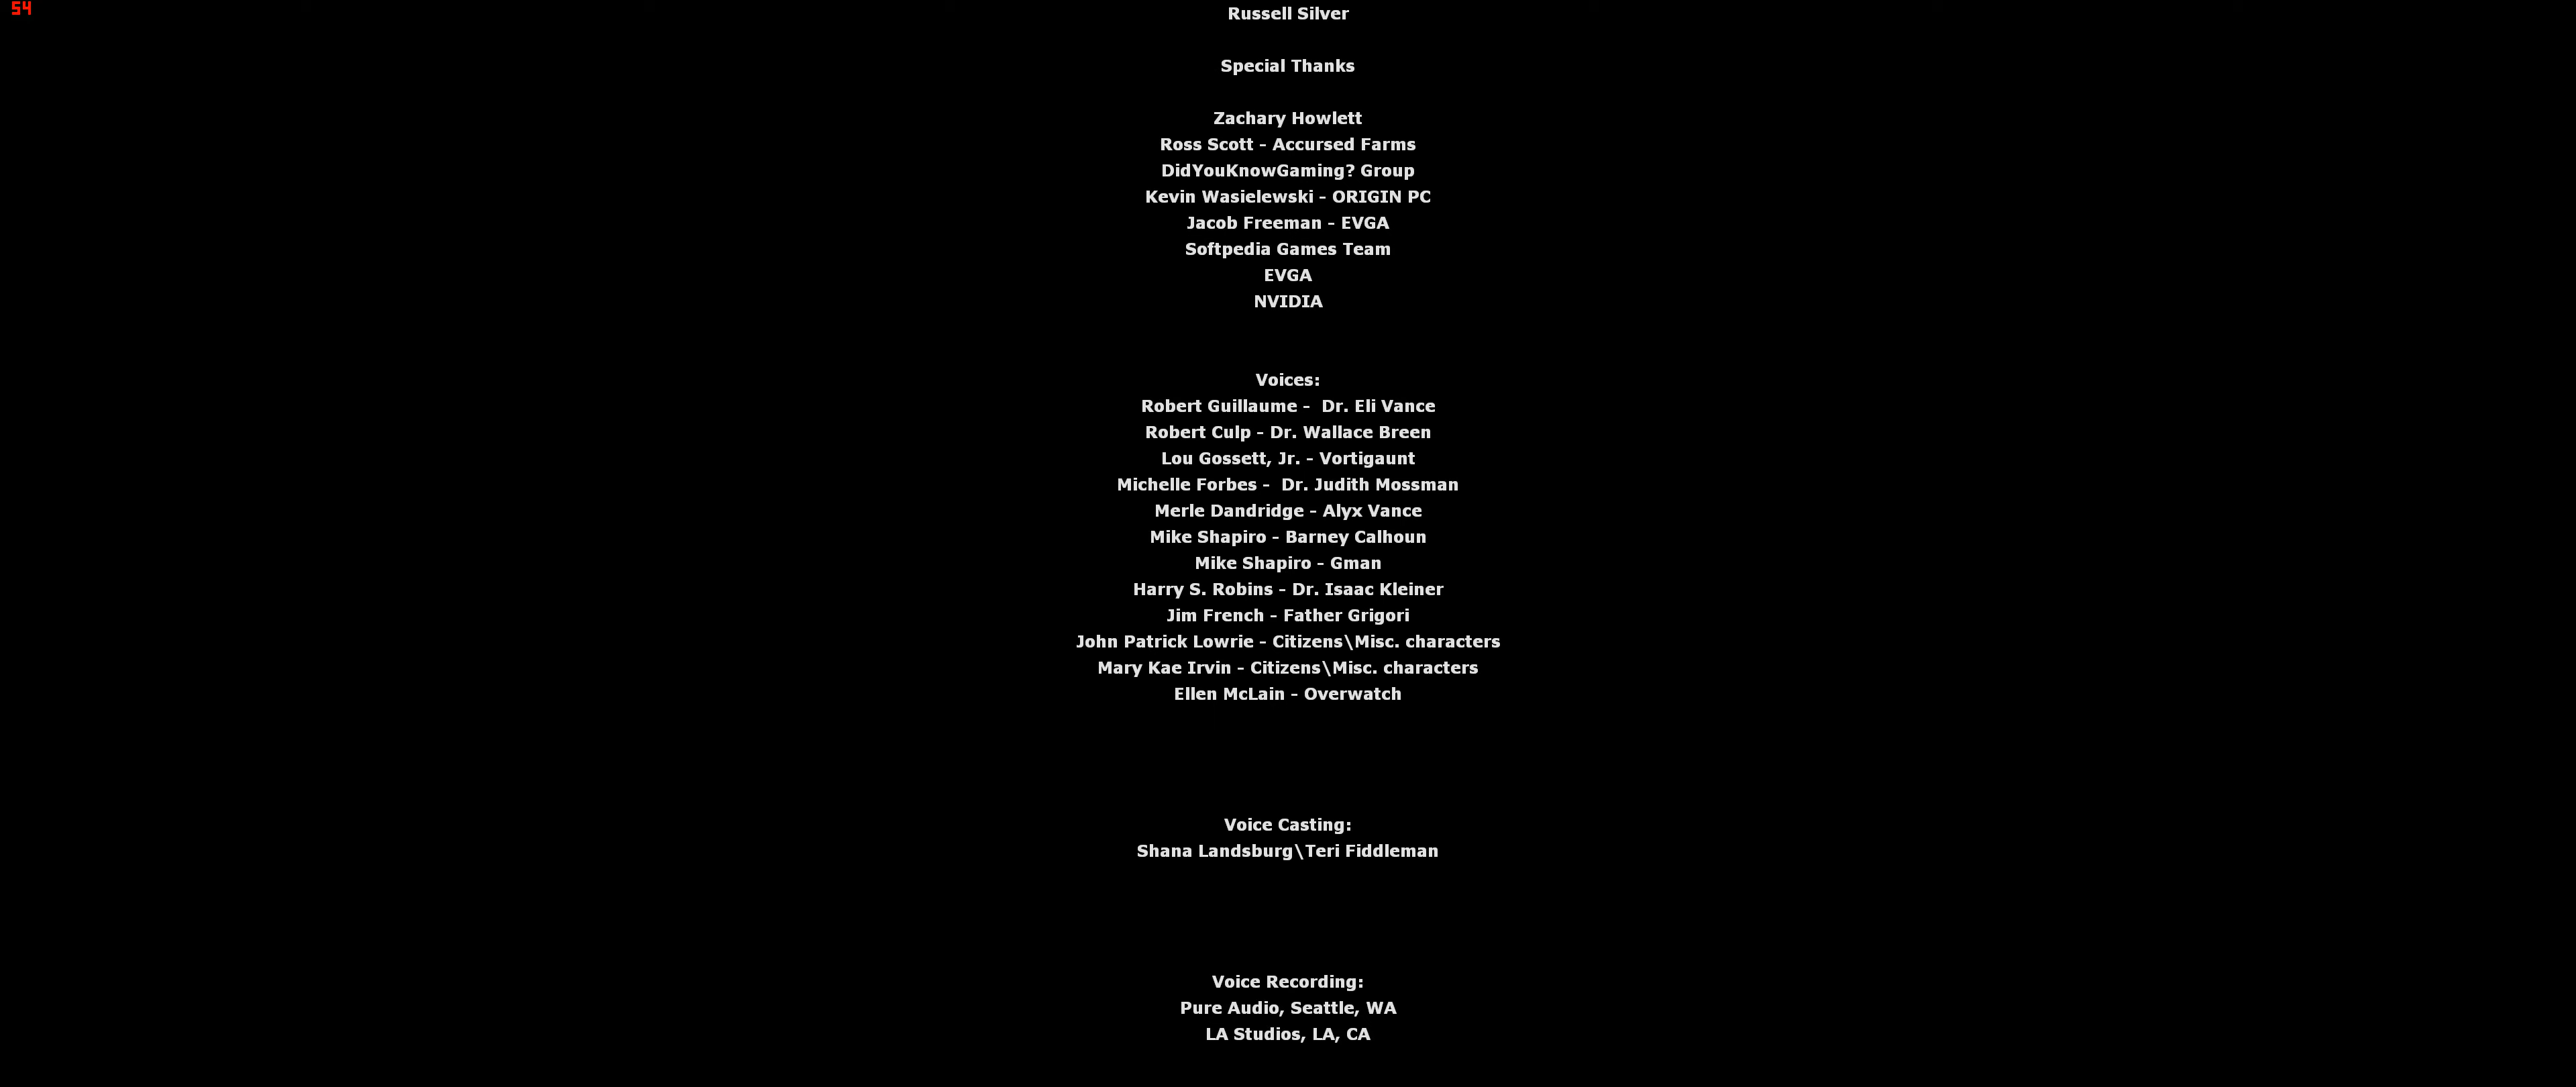 54
Russell Silver
Special Thanks
Zachary Howlett
Ross Scott - Accursed Farms
DidYouKnowGaming? Group
Kevin Wasielewski - ORIGIN PC
Jacob Freeman - EVGA
Softpedia Games Team
EVGA
NVIDIA
Voices:
Robert Guillaume -  Dr. Eli Vance
Robert Culp - Dr. Wallace Breen
Lou Gossett, Jr. - Vortigaunt
Michelle Forbes -  Dr. Judith Mossman
Merle Dandridge - Alyx Vance
Mike Shapiro - Barney Calhoun
Mike Shapiro - Gman
Harry S. Robins - Dr. Isaac Kleiner
Jim French - Father Grigori
John Patrick Lowrie - Citizens\Misc. characters
Mary Kae Irvin - Citizens\Misc. characters
Ellen McLain - Overwatch
Voice Casting:
Shana Landsburg\Teri Fiddleman
Voice Recording:
Pure Audio, Seattle, WA
LA Studios, LA, CA